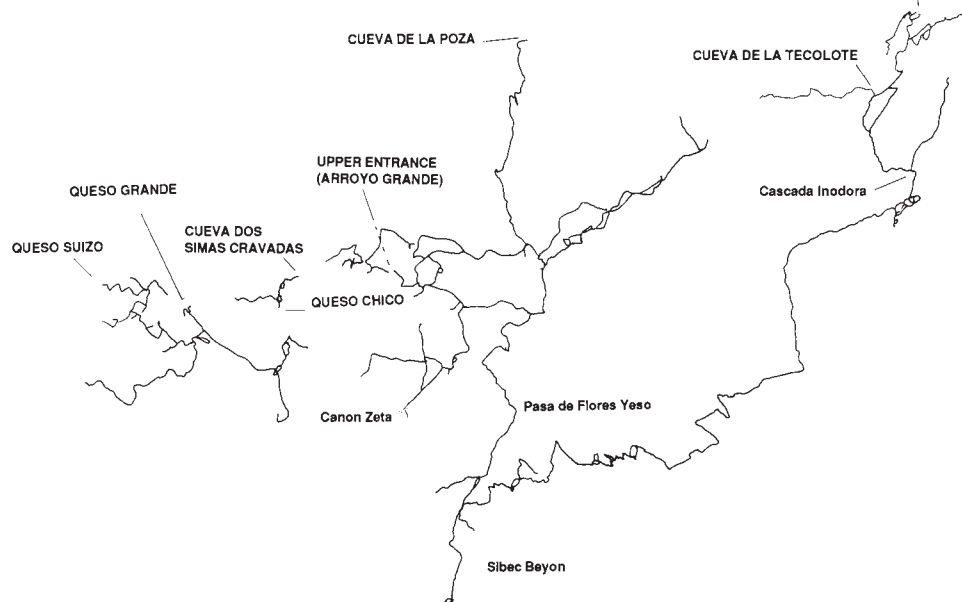 CUEVA DE LA POZA
CUEVA DE LA TECOLOTE
UPPER ENTRANCE
(ARROYO GRANDE)
QUESO GRANDE
Cascada Inodora
CUEVA DOS
SIMAS CRAVADAS
QUESO SUIZO
QUESO CHICO
Canon Zeta
Pasa de Flores Yeso
Sibec Beyon